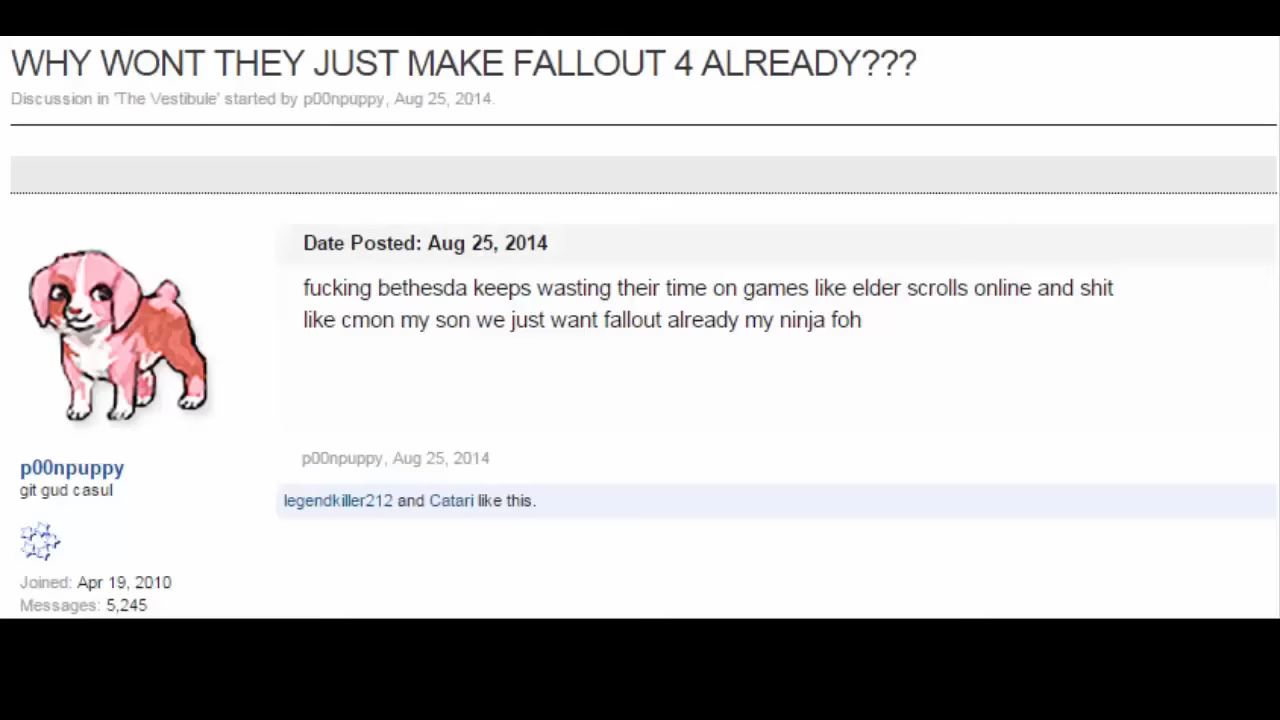 WHY WONT THEY JUST MAKE FALLOUT 4 ALREADY???
Discussion in 'The Vestibule' started by p00npuppy, Aug 25, 2014.
Date Posted: Aug 25, 2014
fucking bethesda keeps wasting their time on games like elder scrolls online and shit
like cmon my son we just want fallout already my ninja foh
p00npuppy, Aug 25, 2014
legendkiller212 and Catari like this.
p00npuppy
git gud casul
Joined: Apr 19, 2010
Messages: 5,245